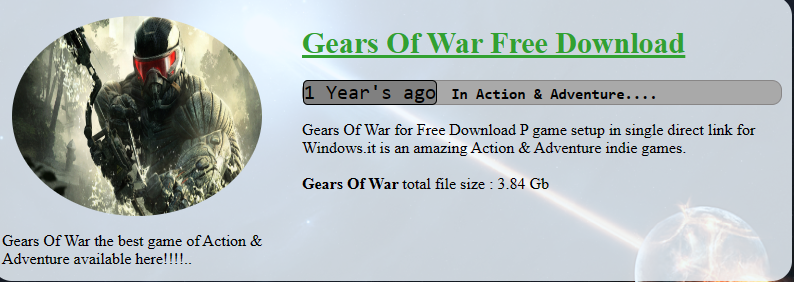 Gears Of War Free Download
1 Year's ago In Action & Adventure....
Gears Of War for Free Download P game setup in single direct link for
Windows.it is an amazing Action & Adventure indie games.
Gears Of War total file size : 3.84 Gb
Gears Of War the best game of Action &
Adventure available here!!!!..